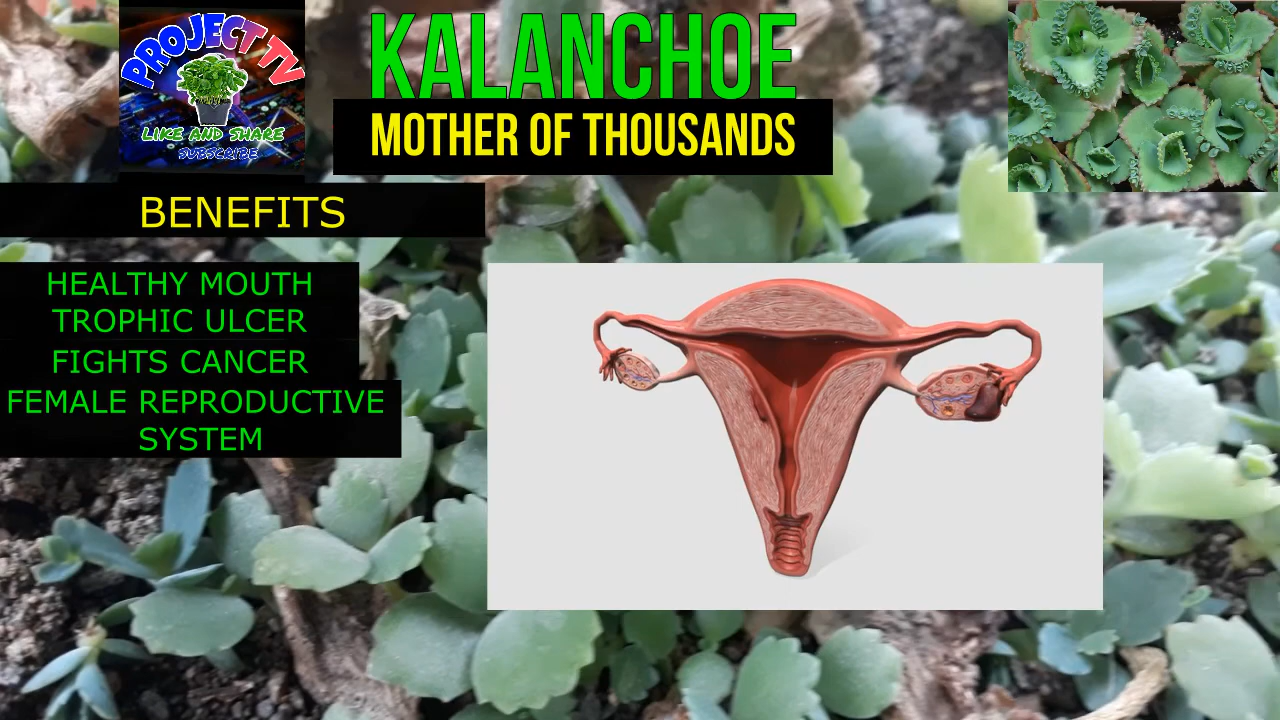 PROJECT TV
LIKE AND SHARE
SUBSCRIBE
KALANCHOE
MOTHER OF THOUSANDS
BENEFITS
HEALTHY MOUTH
TROPHIC ULCER
FIGHTS CANCER
FEMALE REPRODUCTIVE
SYSTEM